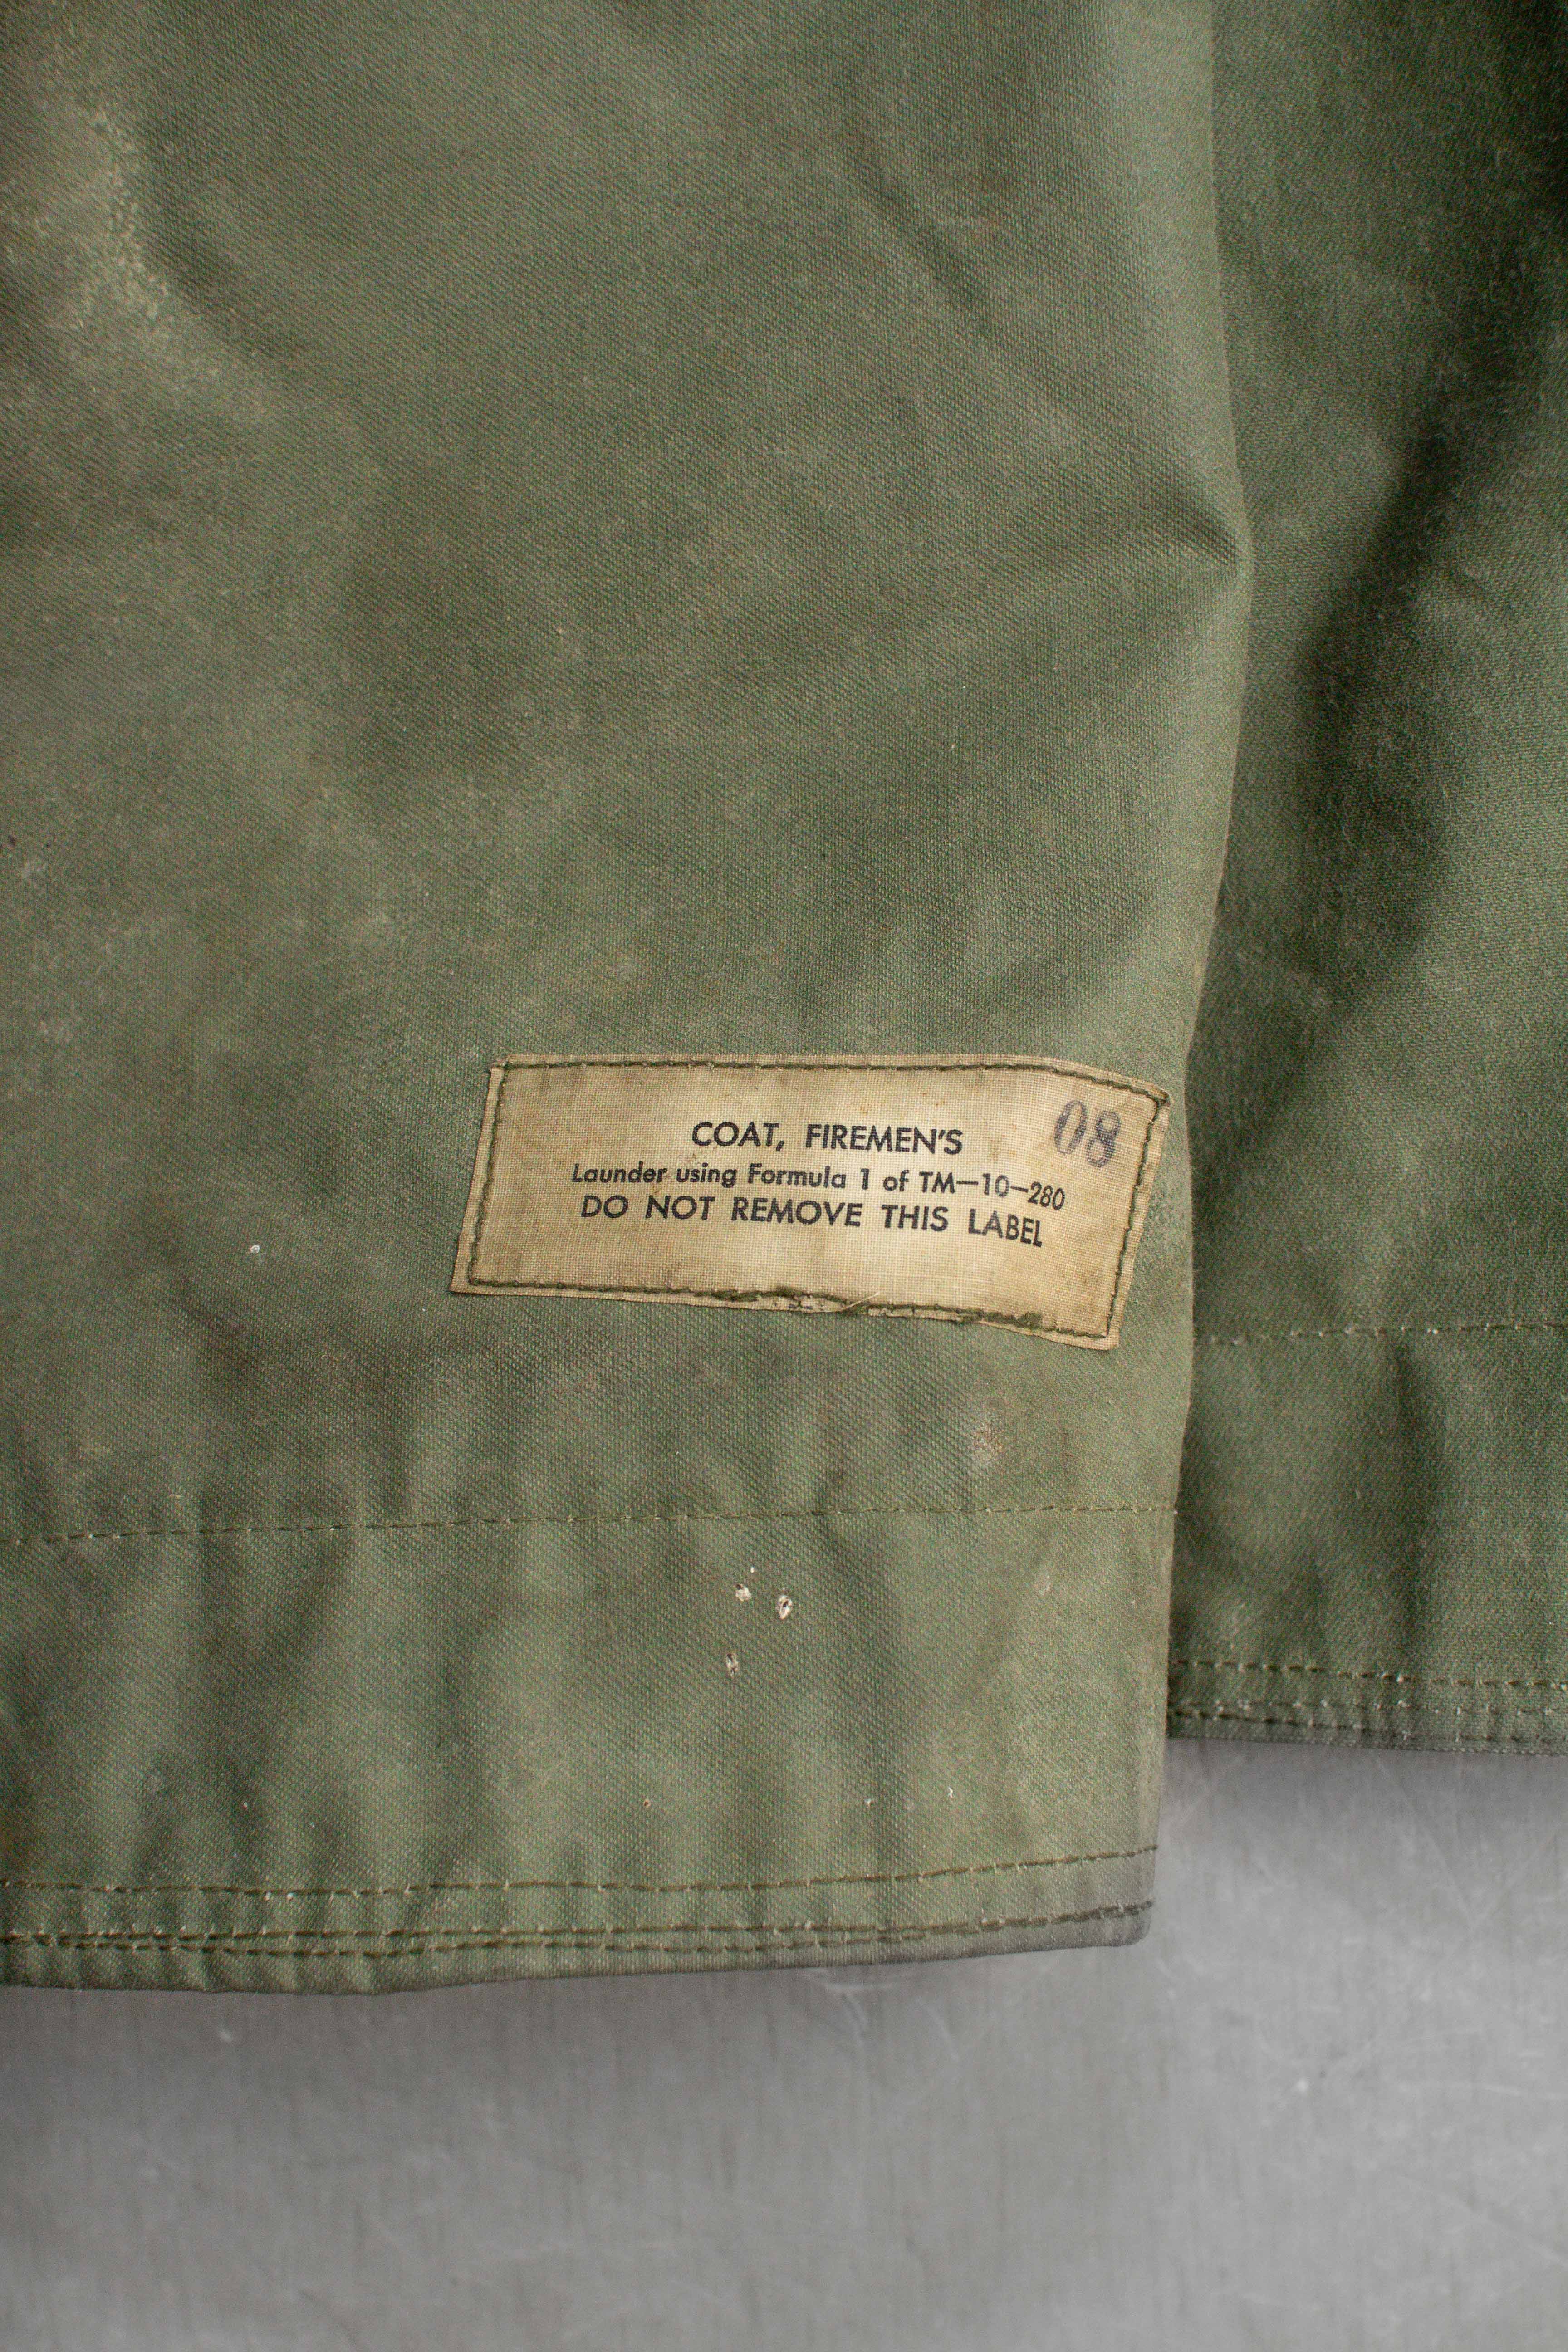 COAT, FIREMEN'S
08
Launder using Formula 1 of TM-10-280
DO NOT REMOVE THIS LABEL